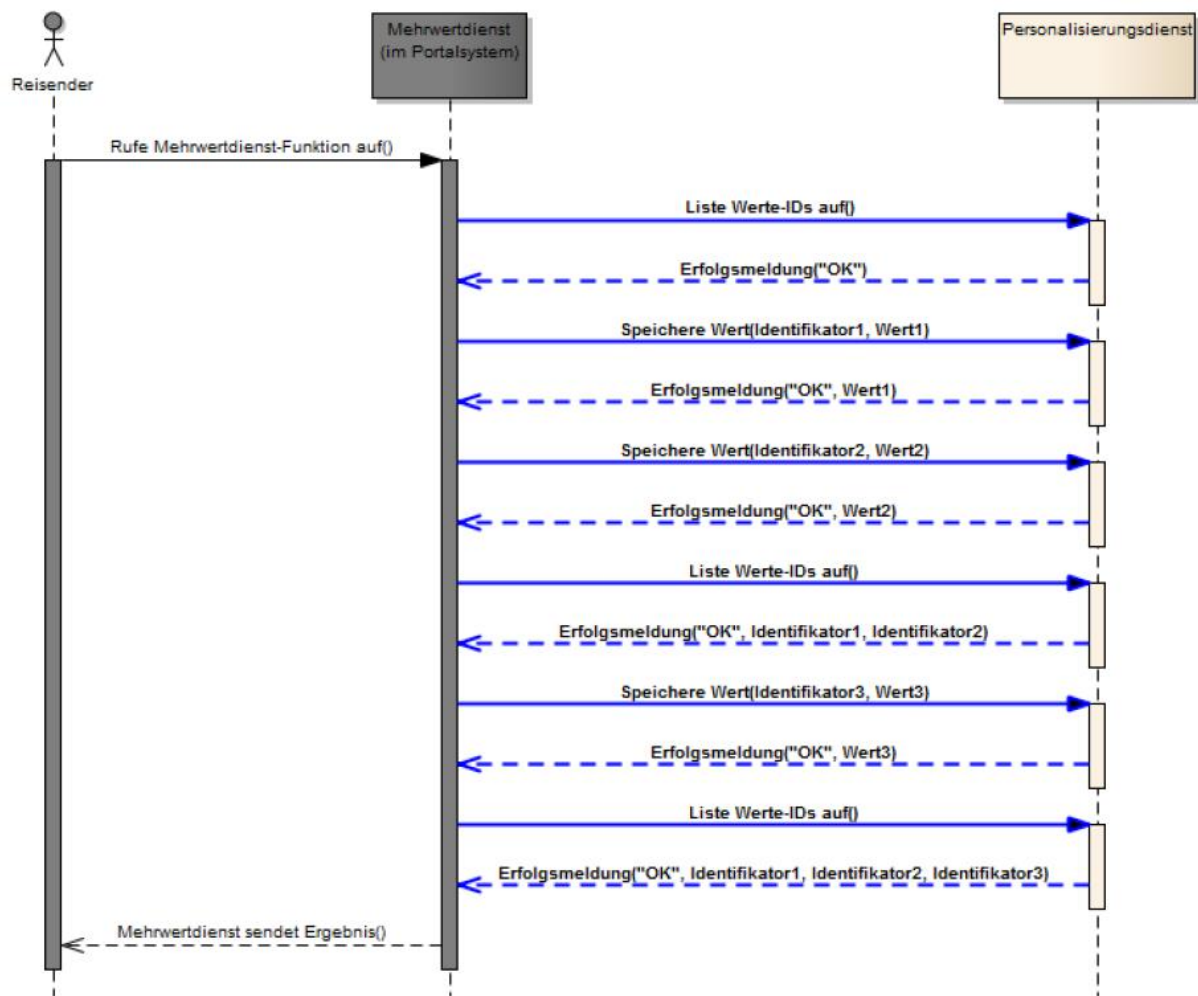 Reisender
Mehrwertdienst
(im Portalsystem)
Personalisierungsdienst
Rufe Mehrwertdienst-Funktion auf()
Liste Werte-IDs auf()
Erfolgsmeldung("OK")
Speichere Wert(Identifikator1, Wert1)
Erfolgsmeldung("OK", Wert1)
Speichere Wert(Identifikator2, Wert2)
Erfolgsmeldung("OK", Wert2)
Liste Werte-IDs auf()
Erfolgsmeldung("OK", Identifikator1, Identifikator2)
Speichere Wert(Identifikator3, Wert3)
Erfolgsmeldung("OK", Wert3)
Liste Werte-IDs auf()
Erfolgsmeldung("OK", Identifikator1, Identifikator2, Identifikator3)
Mehrwertdienst sendet Ergebnis()